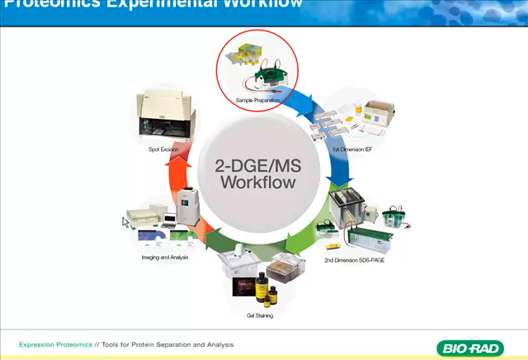 Proteomics Experimental Workflow
Sample Preparation
Spot Excision
1st Dimension IEF
2-DGE/MS
Workflow
Imaging and Analysis
2nd Dimension SDS-PAGE
Gel Staining
Expression Proteomics // Tools for Protein Separation and Analysis
BIO-RAD